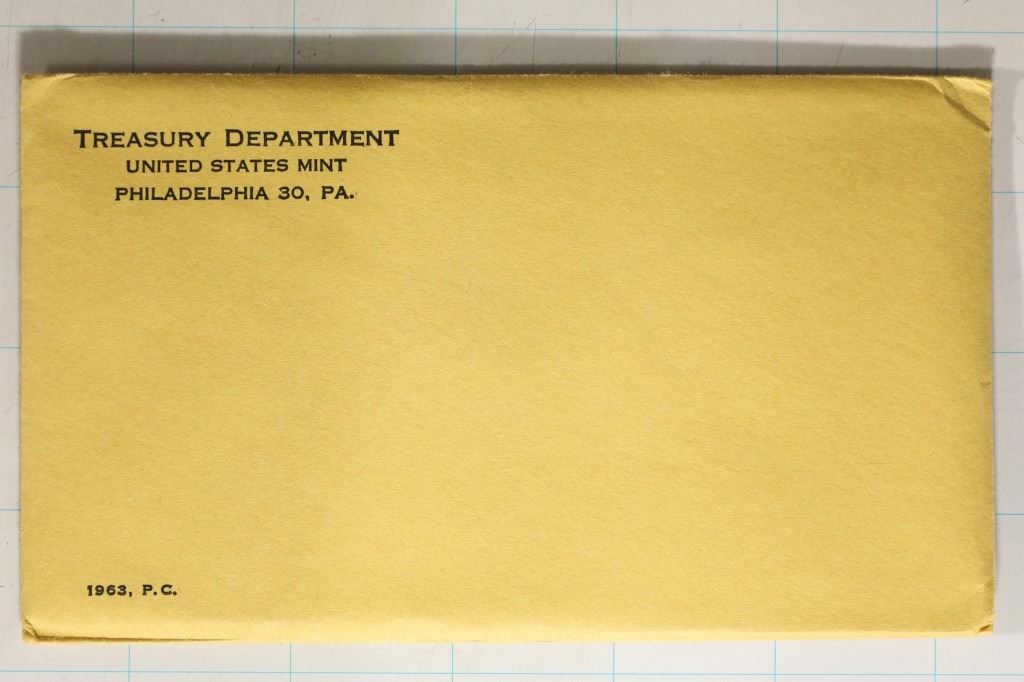 TREASURY DEPARTMENT
UNITED STATES MINT
PHILADELPHIA 30, PA.
1963, P.C.